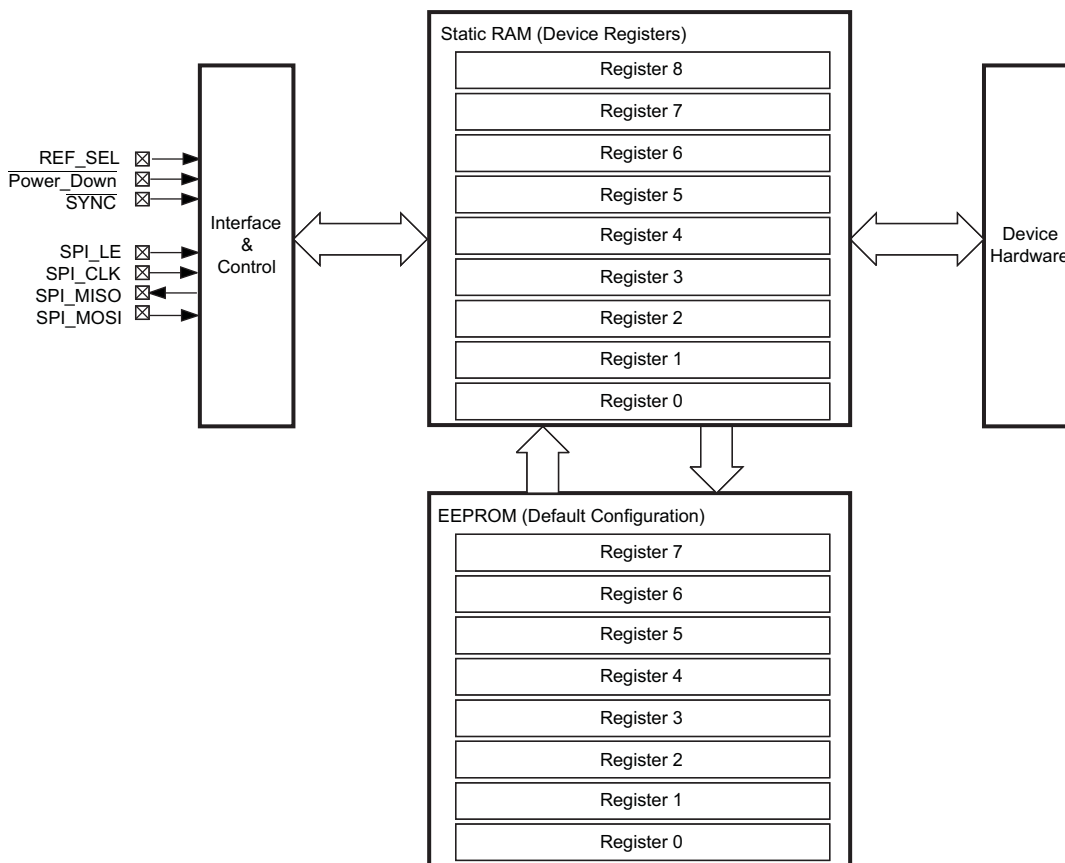 Static RAM (Device Registers)
Register 8
Register 7
Register 6
Register 5
Register 4
Register 3
Register 2
Register 1
Register 0
REF_SEL
Power_Down
SYNC
SPI_LE
SPI_CLK
SPI_MISO
SPI_MOSI
Interface
&
Control
Device
Hardware
EEPROM (Default Configuration)
Register 7
Register 6
Register 5
Register 4
Register 3
Register 2
Register 1
Register 0